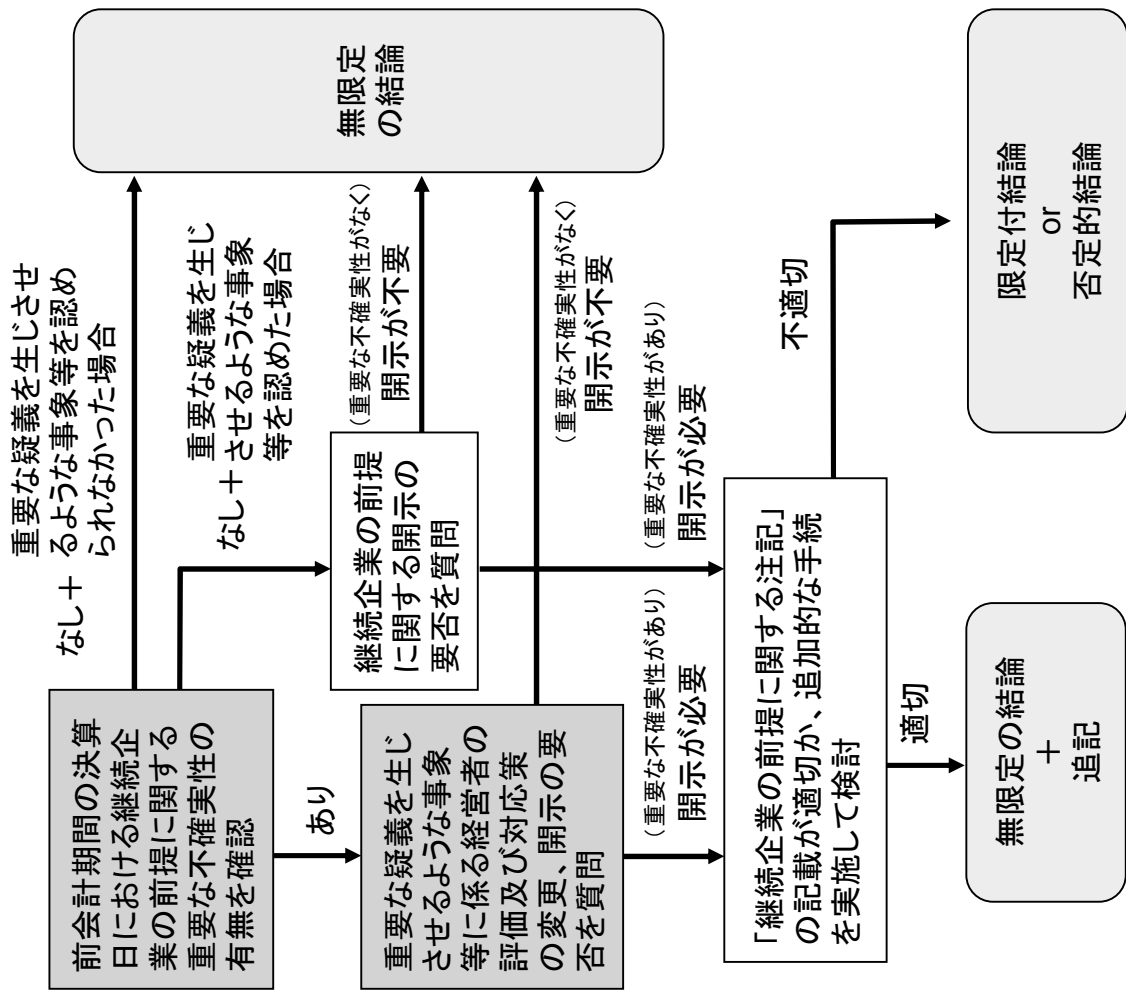 前会計期間の決算
日における継続企
業の前提に関する
重要な不確実性の
有無を確認
なし＋
重要な疑義を生じさせ
るような事象等を認め
られなかった場合
なし＋
重要な疑義を生じ
させるような事象
等を認めた場合
無限定
の結論
継続企業の前提
に関する開示の
要否を質問
（重要な不確実性がなく）
開示が不要
あり
重要な疑義を生じ
させるような事象
等に係る経営者の
評価及び対応策
の変更、開示の要
否を質問
（重要な不確実性がなく）
開示が不要
（重要な不確実性があり）
開示が必要
（重要な不確実性があり）
開示が必要
「継続企業の前提に関する注記」
の記載が適切か、追加的な手続
を実施して検討
適切
不適切
無限定の結論
＋
追記
限定付結論
or
否定的結論